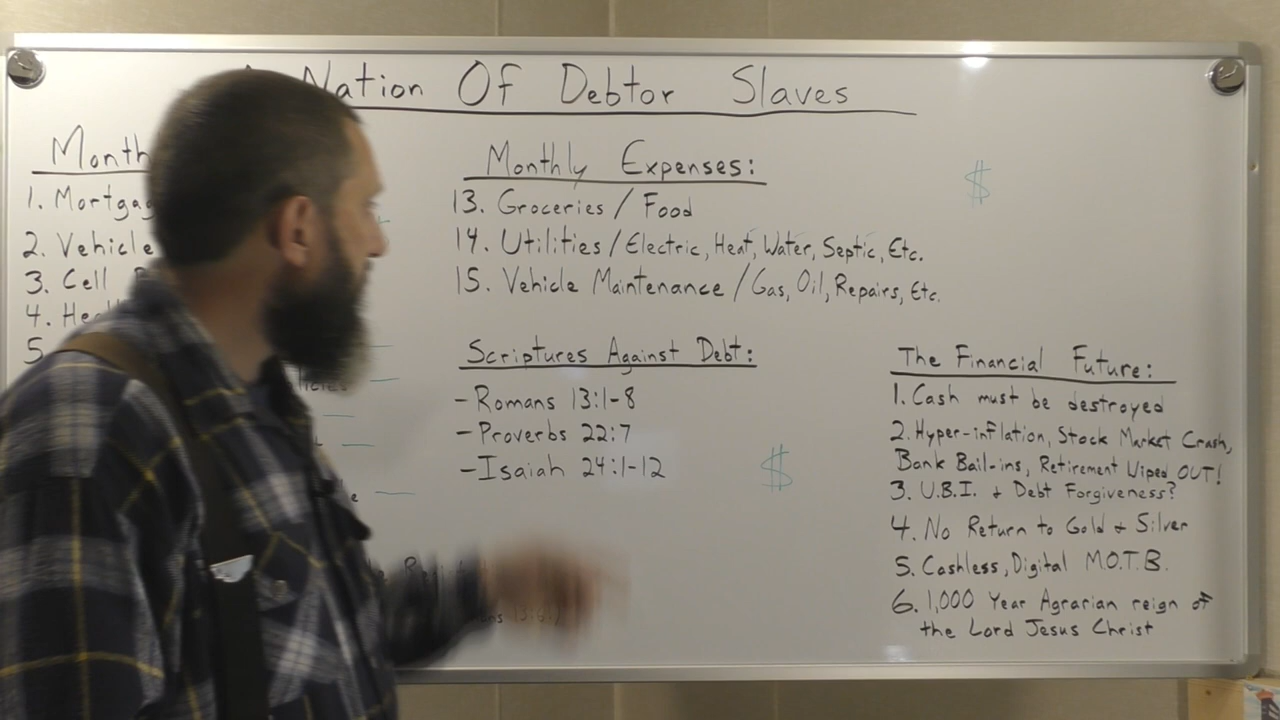 Nation Of Debtor Slaves
Month
1. Mortgag
2. Vehicle
3. Cell
4. Hea
5
Monthly Expenses:
13. Groceries / Food
14. Utilities / Electric, Heat, Water, Septic, Etc.
15. Vehicle Maintenance / Gas, Oil, Repairs, Etc.
$
Scriptures Against Debt:
- Romans 13:1-8
- Proverbs 22:7
- Isaiah 24:1-12
$
The Financial Future:
1. Cash must be destroyed
2. Hyper-inflation, Stock Market Crash,
Bank Bail-ins, Retirement Wiped OUT!
3. U.B.I. + Debt Forgiveness?
4. No Return to Gold + Silver
5. Cashless, Digital M.O.T.B.
6. 1,000 Year Agrarian reign of
the Lord Jesus Christ